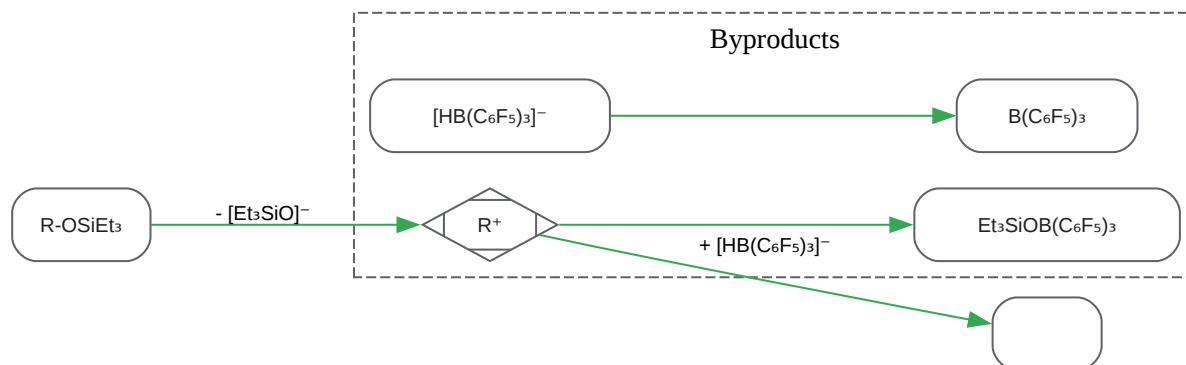 Byproducts
[HB(C₆F₅)₃]⁻
B(C₆F₅)₃
R-OSiEt₃
- [Et₃SiO]⁻
R⁺
Et₃SiOB(C₆F₅)₃
+ [HB(C₆F₅)₃]⁻